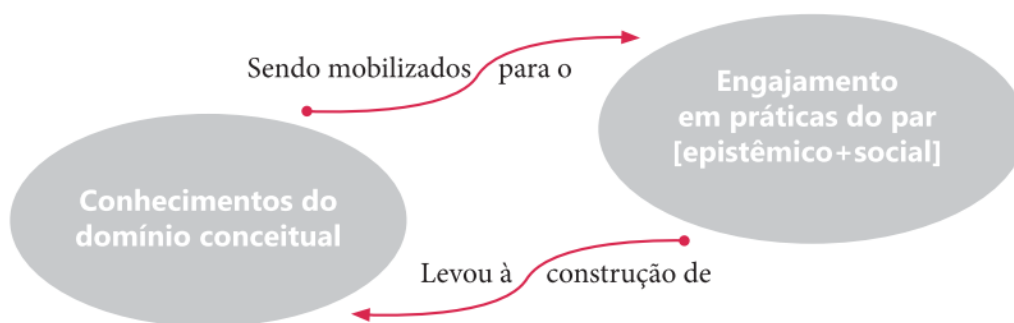 Sendo mobilizados para o
Engajamento
em práticas do par
[epistêmico+social]
Conhecimentos do
domínio conceitual
Levou à construção de